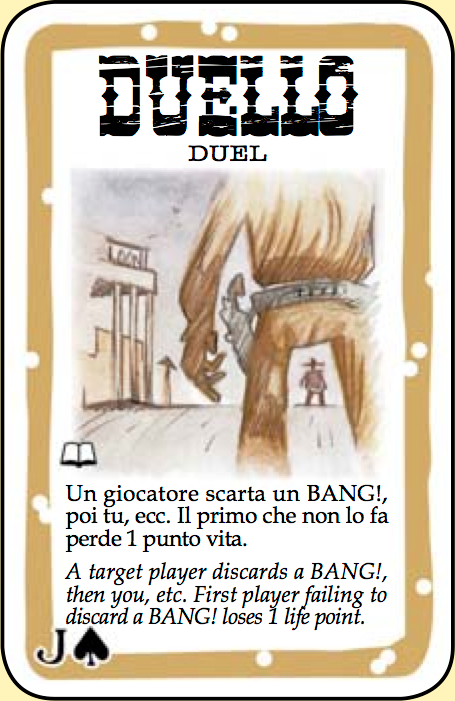 DUELLO
DUEL
Un giocatore scarta un BANG!,
poi tu, ecc. Il primo che non lo fa
perde 1 punto vita.
A target player discards a BANG!,
then you, etc. First player failing to
discard a BANG! loses 1 life point.
J♠